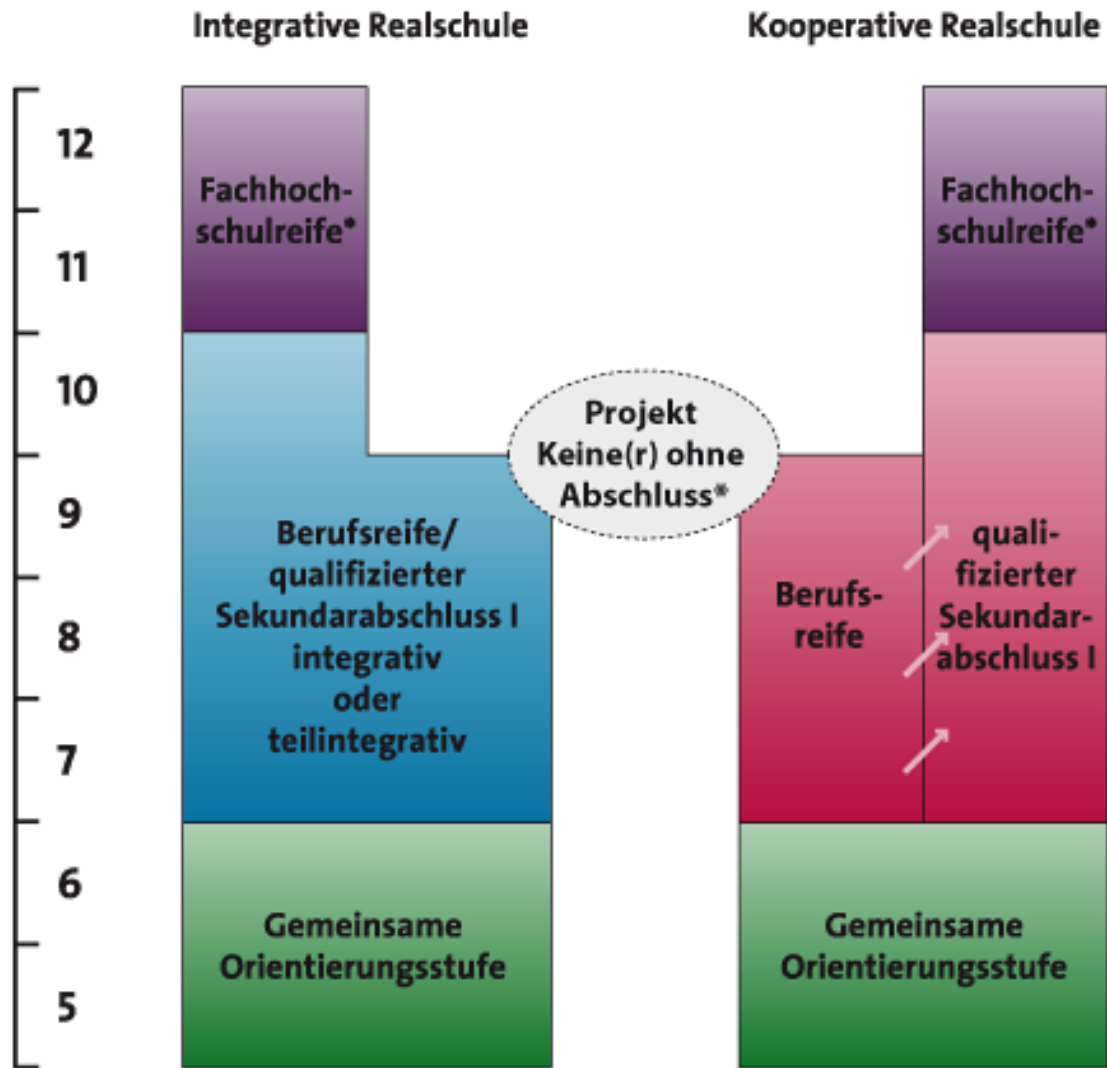 Integrative Realschule
Kooperative Realschule
12
11
10
9
8
7
6
5
Fachhoch-
schulreife*
Berufsreife/
qualifizierter
Sekundarabschluss I
integrativ
oder
teilintegrativ
Gemeinsame
Orientierungsstufe
Projekt
Keine(r) ohne
Abschluss*
Fachhoch-
schulreife*
Berufs-
reife
quali-
fizierter
Sekundar-
abschluss I
Gemeinsame
Orientierungsstufe